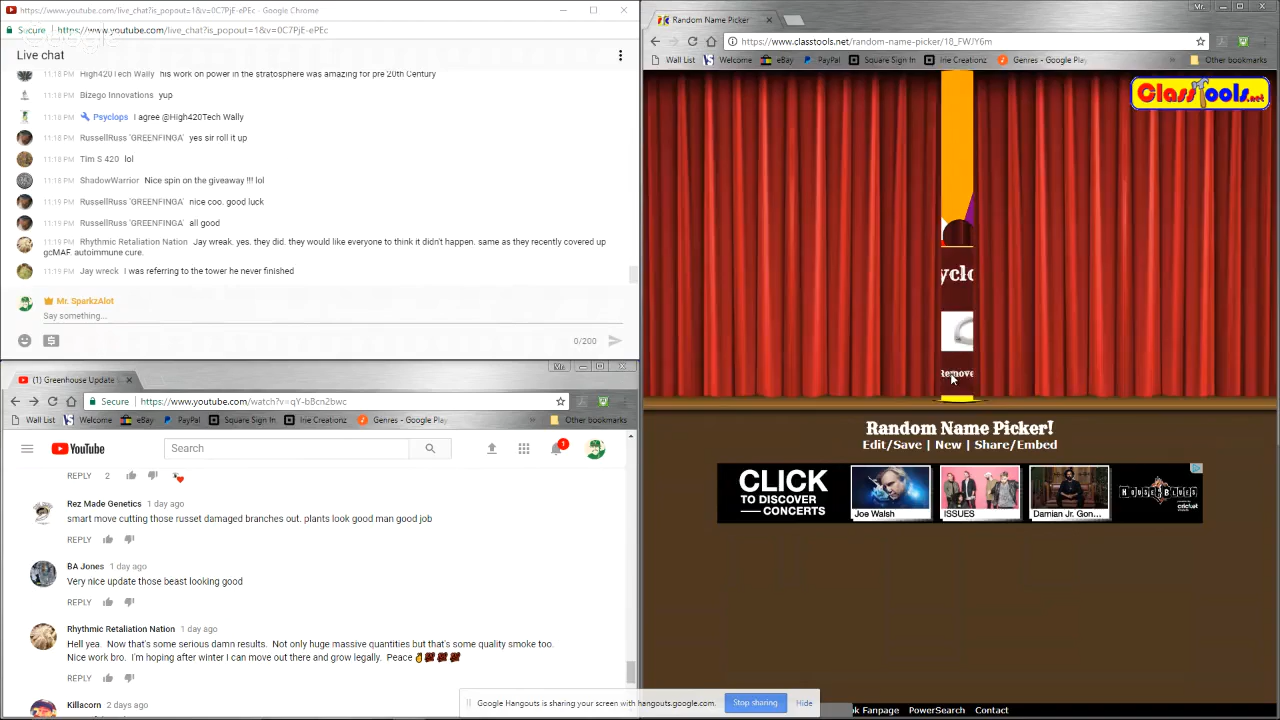 https://www.youtube.com/live_chat?is_popout=1&v=0C7PjE-ePEc - Google Chrome
Secure https://www.youtube.com/live_chat?is_popout=1&v=0C7PjE-ePEc
Live chat
11:18 PM High420Tech Wally his work on power in the stratosphere was amazing for pre 20th Century
11:18 PM Bizego Innovations yup
11:18 PM Psyclops I agree @High420Tech Wally
11:18 PM RussellRuss 'GREENFINGA' yes sir roll it up
11:18 PM Tim S 420 lol
11:18 PM ShadowWarrior Nice spin on the giveaway !!! lol
11:19 PM RussellRuss 'GREENFINGA' nice coo. good luck
11:19 PM RussellRuss 'GREENFINGA' all good
11:19 PM Rhythmic Retaliation Nation Jay wreak. yes. they did. they would like everyone to think it didn't happen. same as they recently covered up
gcMAF. autoimmune cure.
11:19 PM Jay wreck I was referring to the tower he never finished
Mr. SparkzAlot
Say something...
0/200
Mr.
(1) Greenhouse Update
Secure https://www.youtube.com/watch?v=qY-bBcn2bwc
Wall List Welcome eBay PayPal Square Sign In Irie Creationz Genres - Google Play » Other bookmarks
YouTube Search 1
REPLY 2
Rez Made Genetics 1 day ago
smart move cutting those russet damaged branches out. plants look good man good job
REPLY
BA Jones 1 day ago
Very nice update those beast looking good
REPLY
Rhythmic Retaliation Nation 1 day ago
Hell yea. Now that's some serious damn results. Not only huge massive quantities but that's some quality smoke too.
Nice work bro. I'm hoping after winter I can move out there and grow legally. Peace
REPLY
Killacorn 2 days ago
Google Hangouts is sharing your screen with hangouts.google.com. Stop sharing Hide
Mr.
Random Name Picker
https://www.classtools.net/random-name-picker/18_FWJY6m
Wall List Welcome eBay PayPal Square Sign In Irie Creationz Genres - Google Play » Other bookmarks
ClassTools.net
yclo
Remove
Random Name Picker!
Edit/Save | New | Share/Embed
CLICK
TO DISCOVER
CONCERTS
Joe Walsh
ISSUES
Damian Jr. Gon...
HOUSE OF BLUES
cricket
k Fanpage PowerSearch Contact